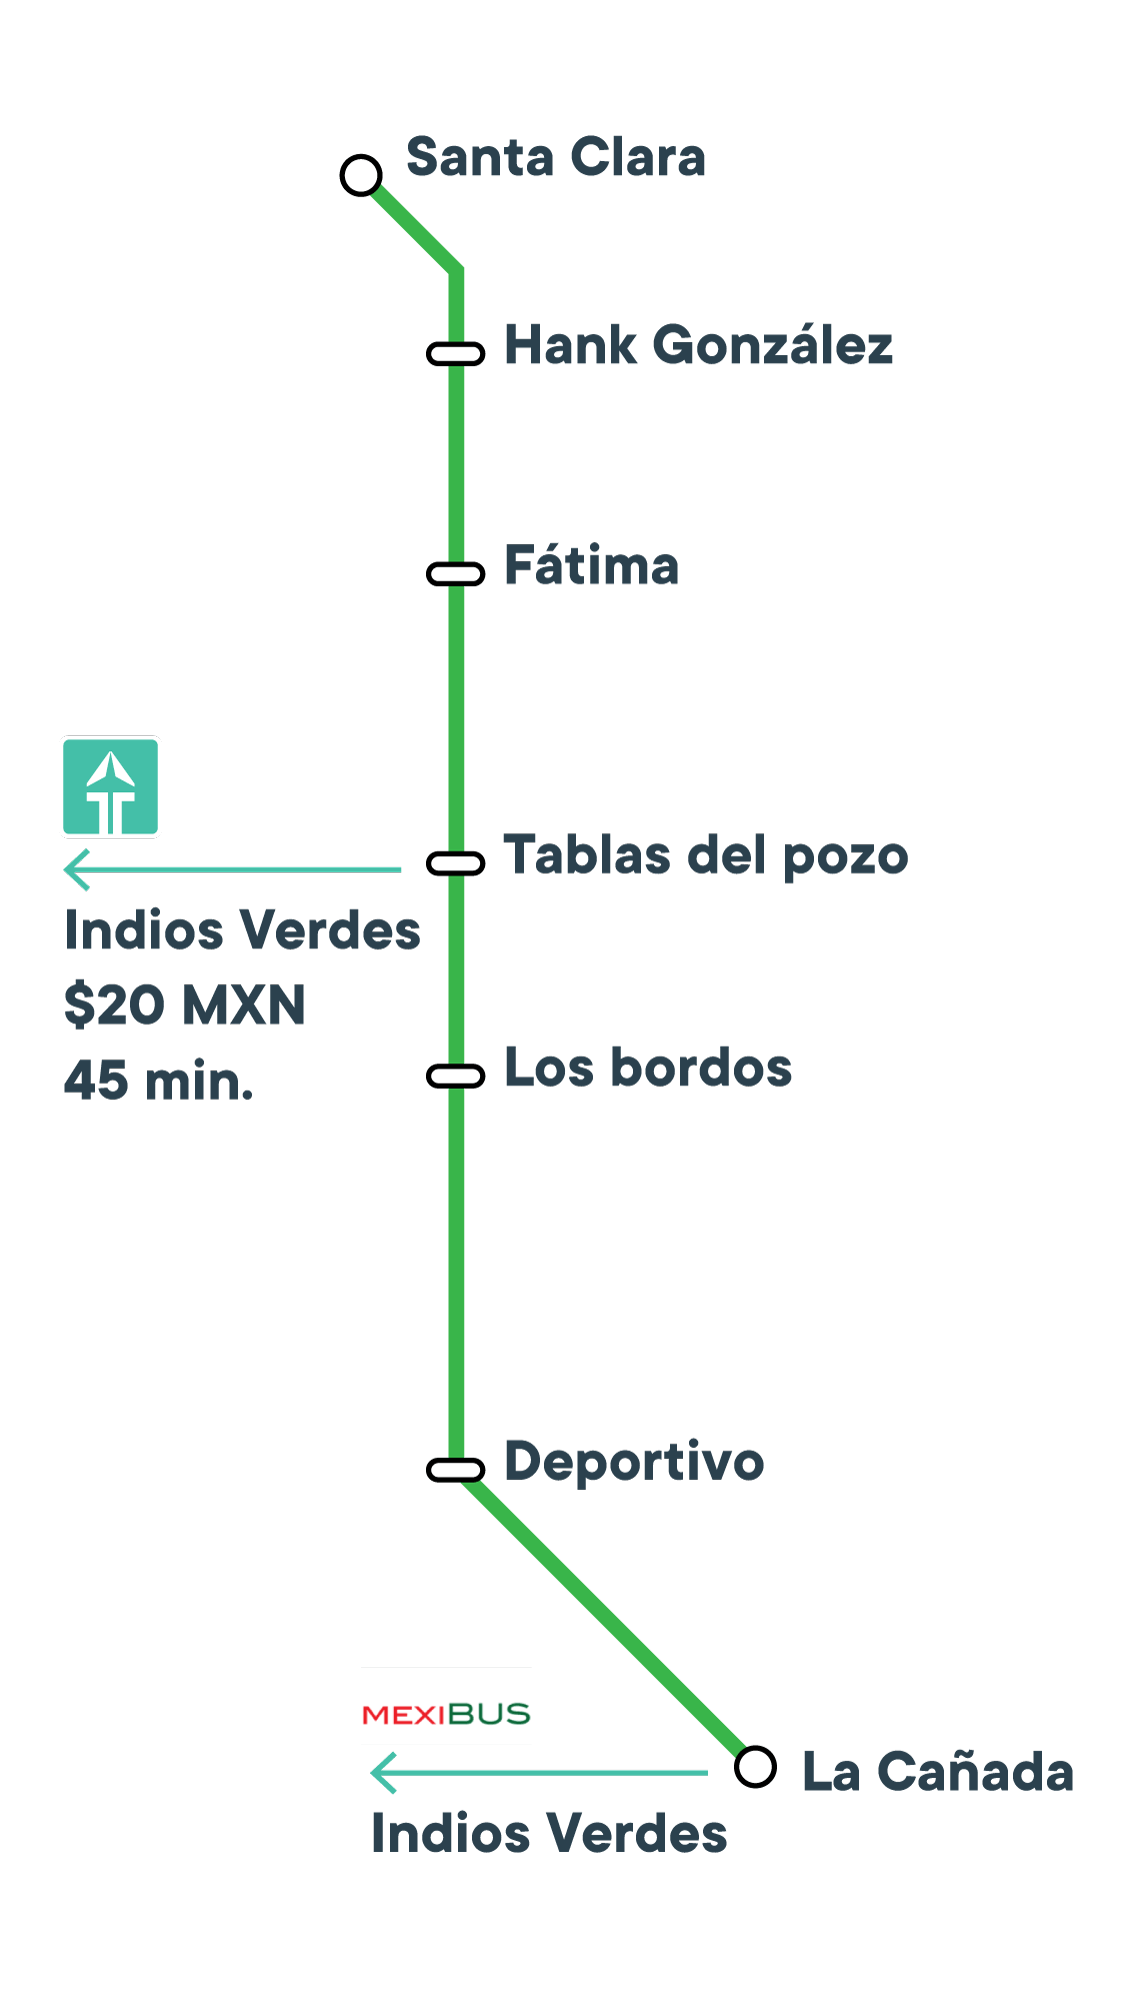 Santa Clara
Hank González
Fátima
Tablas del pozo
Indios Verdes
$20 MXN
45 min.
Los bordos
Deportivo
MEXIBUS
La Cañada
Indios Verdes